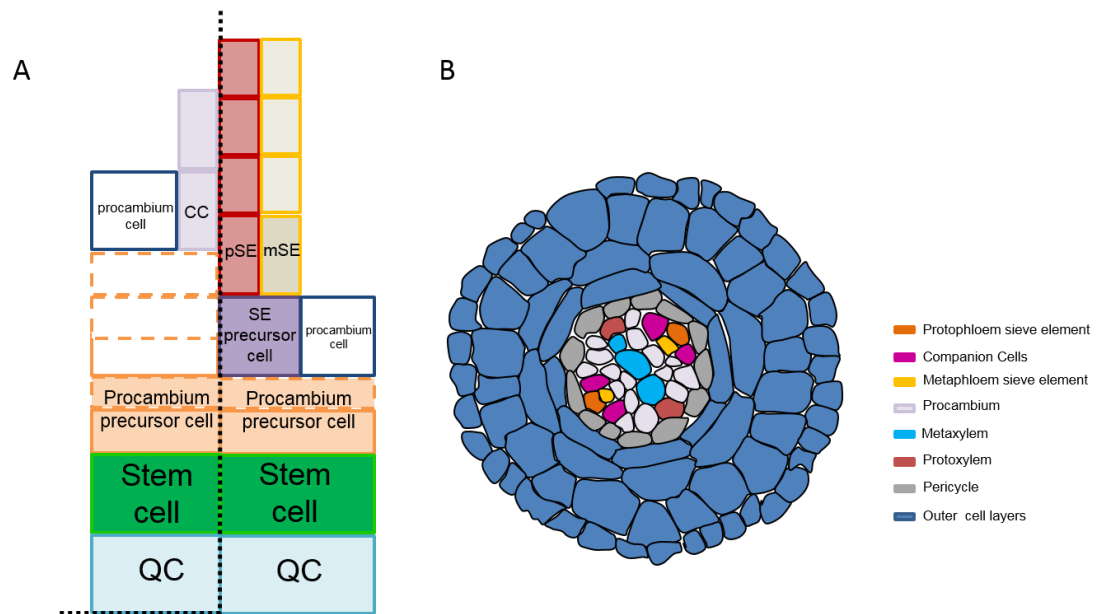 A
B
procambium
cell
CC
pSE
mSE
SE
precursor
cell
procambium
cell
Procambium
precursor cell
Procambium
precursor cell
Stem
cell
Stem
cell
QC
QC
Protophloem sieve element
Companion Cells
Metaphloem sieve element
Procambium
Metaxylem
Protoxylem
Pericycle
Outer cell layers